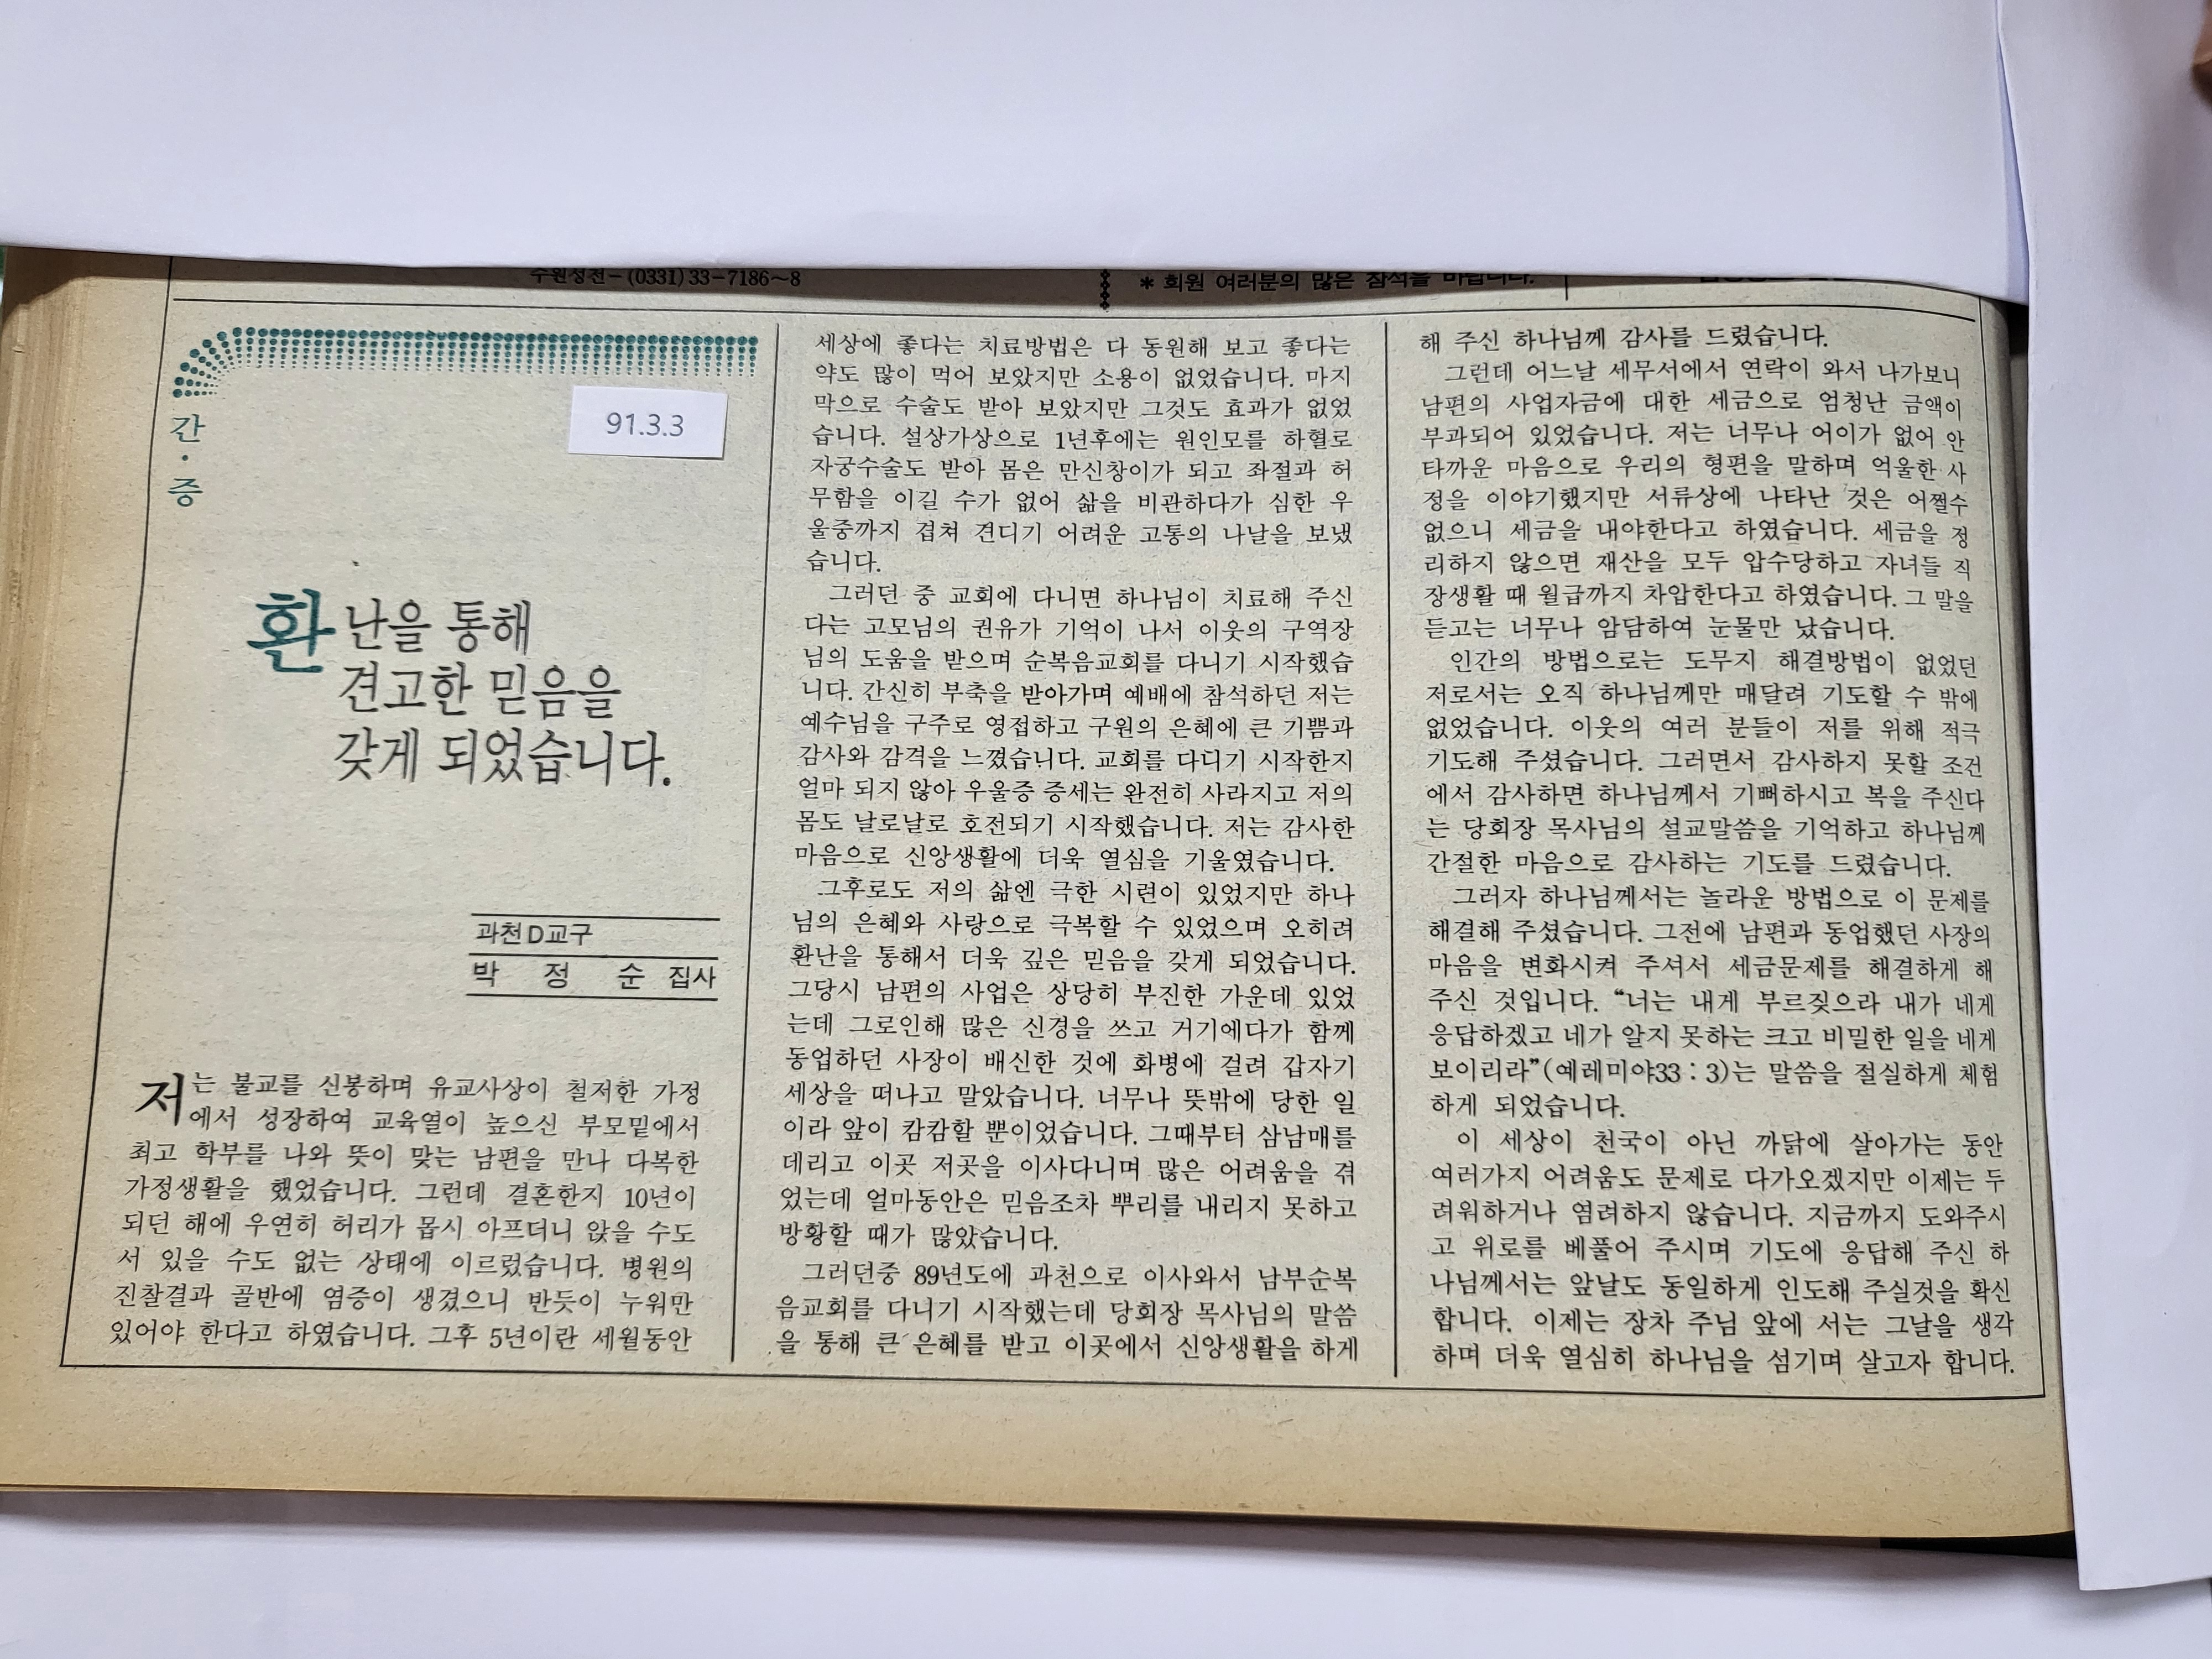 수원성전-(0331)33-7186~8
* 회원 여러분의 많은 참석을 바랍니다.
간·증
91.3.3
환난을 통해
견고한 믿음을
갖게 되었습니다.
과천D교구
박 정 순 집사
저는 불교를 신봉하며 유교사상이 철저한 가정
에서 성장하여 교육열이 높으신 부모밑에서
최고 학부를 나와 뜻이 맞는 남편을 만나 다복한
가정생활을 했었습니다. 그런데 결혼한지 10년이
되던 해에 우연히 허리가 몹시 아프더니 앉을 수도
서 있을 수도 없는 상태에 이르렀습니다. 병원의
진찰결과 골반에 염증이 생겼으니 반듯이 누워만
있어야 한다고 하였습니다. 그후 5년이란 세월동안
세상에 좋다는 치료방법은 다 동원해 보고 좋다는
약도 많이 먹어 보았지만 소용이 없었습니다. 마지
막으로 수술도 받아 보았지만 그것도 효과가 없었
습니다. 설상가상으로 1년후에는 원인모를 하혈로
자궁수술도 받아 몸은 만신창이가 되고 좌절과 허
무함을 이길 수가 없어 삶을 비관하다가 심한 우
울중까지 겹쳐 견디기 어려운 고통의 나날을 보냈
습니다.
그러던 중 교회에 다니면 하나님이 치료해 주신
다는 고모님의 권유가 기억이 나서 이웃의 구역장
님의 도움을 받으며 순복음교회를 다니기 시작했습
니다. 간신히 부축을 받아가며 예배에 참석하던 저는
예수님을 구주로 영접하고 구원의 은혜에 큰 기쁨과
감사와 감격을 느꼈습니다. 교회를 다디기 시작한지
얼마 되지 않아 우울증 증세는 완전히 사라지고 저의
몸도 날로날로 호전되기 시작했습니다. 저는 감사한
마음으로 신앙생활에 더욱 열심을 기울였습니다.
그후로도 저의 삶엔 극한 시련이 있었지만 하나
님의 은혜와 사랑으로 극복할 수 있었으며 오히려
환난을 통해서 더욱 깊은 믿음을 갖게 되었습니다.
그당시 남편의 사업은 상당히 부진한 가운데 있었
는데 그로인해 많은 신경을 쓰고 거기에다가 함께
동업하던 사장이 배신한 것에 화병에 걸려 갑자기
세상을 떠나고 말았습니다. 너무나 뜻밖에 당한 일
이라 앞이 캄캄할 뿐이었습니다. 그때부터 삼남매를
데리고 이곳 저곳을 이사다니며 많은 어려움을 겪
었는데 얼마동안은 믿음조차 뿌리를 내리지 못하고
방황할 때가 많았습니다.
그러던중 89년도에 과천으로 이사와서 남부순복
음교회를 다녀기 시작했는데 당회장 목사님의 말씀
을 통해 큰 은혜를 받고 이곳에서 신앙생활을 하게
해 주신 하나님께 감사를 드렸습니다.
그런데 어느날 세무서에서 연락이 와서 나가보니
남편의 사업자금에 대한 세금으로 엄청난 금액이
부과되어 있었습니다. 저는 너무나 어이가 없어 안
타까운 마음으로 우리의 형편을 말하며 억울한 사
정을 이야기했지만 서류상에 나타난 것은 어쩔수
없으니 세금을 내야한다고 하였습니다. 세금을 정
리하지 않으면 재산을 모두 압수당하고 자녀들 직
장생활 때 월급까지 차압한다고 하였습니다. 그 말을
듣고는 너무나 암담하여 눈물만 났습니다.
인간의 방법으로는 도무지 해결방법이 없었던
저로서는 오직 하나님께만 매달려 기도할 수 밖에
없었습니다. 이웃의 여러 분들이 저를 위해 적극
기도해 주셨습니다. 그러면서 감사하지 못할 조건
에서 감사하면 하나님께서 기뻐하시고 복을 주신다
는 당회장 목사님의 설교말씀을 기억하고 하나님께
간절한 마음으로 감사하는 기도를 드렸습니다.
그러자 하나님께서는 놀라운 방법으로 이 문제를
해결해 주셨습니다. 그전에 남편과 동업했던 사장의
마음을 변화시켜 주셔서 세금문제를 해결하게 해
주신 것입니다. “너는 내게 부르짖으라 내가 네게
응답하겠고 네가 알지 못하는 크고 비밀한 일을 네게
보이리라”(예레미야33 : 3)는 말씀을 절실하게 체험
하게 되었습니다.
이 세상이 천국이 아닌 까닭에 살아가는 동안
여러가지 어려움도 문제로 다가오겠지만 이제는 두
려워하거나 염려하지 않습니다. 지금까지 도와주시
고 위로를 베풀어 주시며 기도에 응답해 주신 하
나님께서는 앞날도 동일하게 인도해 주실것을 확신
합니다. 이제는 장차 주님 앞에 서는 그날을 생각
하며 더욱 열심히 하나님을 섬기며 살고자 합니다.